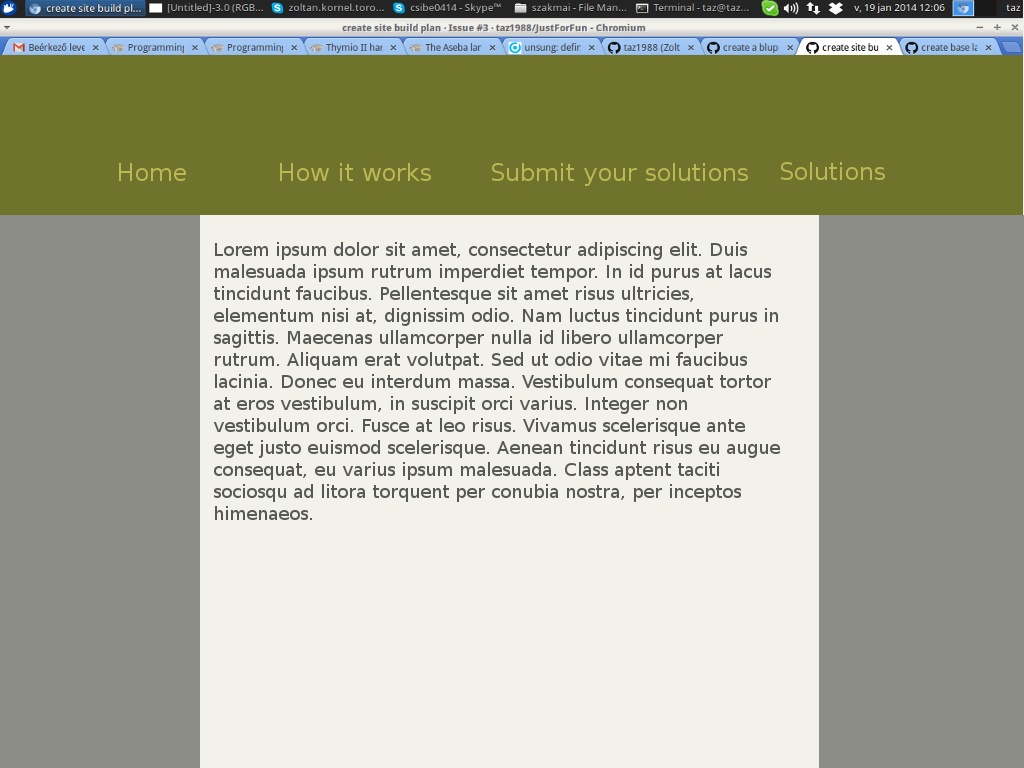 create site build pl... [Untitled]-3.0 (RGB... zoltan.kornel.toro... csibe0414 - Skype™ szakmai - File Man... Terminal - taz@taz... v, 19 jan 2014 12:06 taz
create site build plan · Issue #3 · taz1988/JustForFun - Chromium
Beérkező leve Programming Programming Thymio II har The Aseba lar unsung: defir taz1988 (Zolt create a blup create site bu create base la
Home How it works Submit your solutions Solutions
Lorem ipsum dolor sit amet, consectetur adipiscing elit. Duis
malesuada ipsum rutrum imperdiet tempor. In id purus at lacus
tincidunt faucibus. Pellentesque sit amet risus ultricies,
elementum nisi at, dignissim odio. Nam luctus tincidunt purus in
sagittis. Maecenas ullamcorper nulla id libero ullamcorper
rutrum. Aliquam erat volutpat. Sed ut odio vitae mi faucibus
lacinia. Donec eu interdum massa. Vestibulum consequat tortor
at eros vestibulum, in suscipit orci varius. Integer non
vestibulum orci. Fusce at leo risus. Vivamus scelerisque ante
eget justo euismod scelerisque. Aenean tincidunt risus eu augue
consequat, eu varius ipsum malesuada. Class aptent taciti
sociosqu ad litora torquent per conubia nostra, per inceptos
himenaeos.